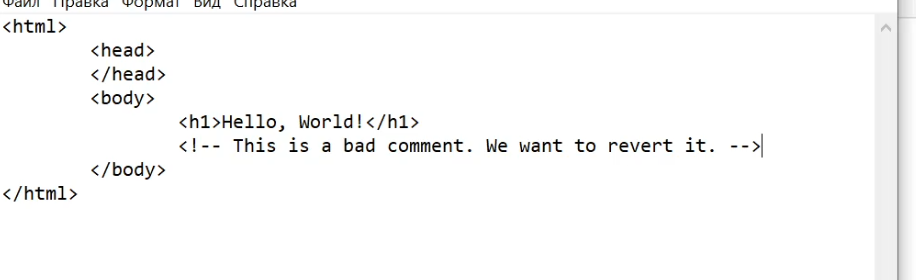 Файл Правка Формат Вид Справка
<html>
<head>
</head>
<body>
<h1>Hello, World!</h1>
<!-- This is a bad comment. We want to revert it. -->
</body>
</html>